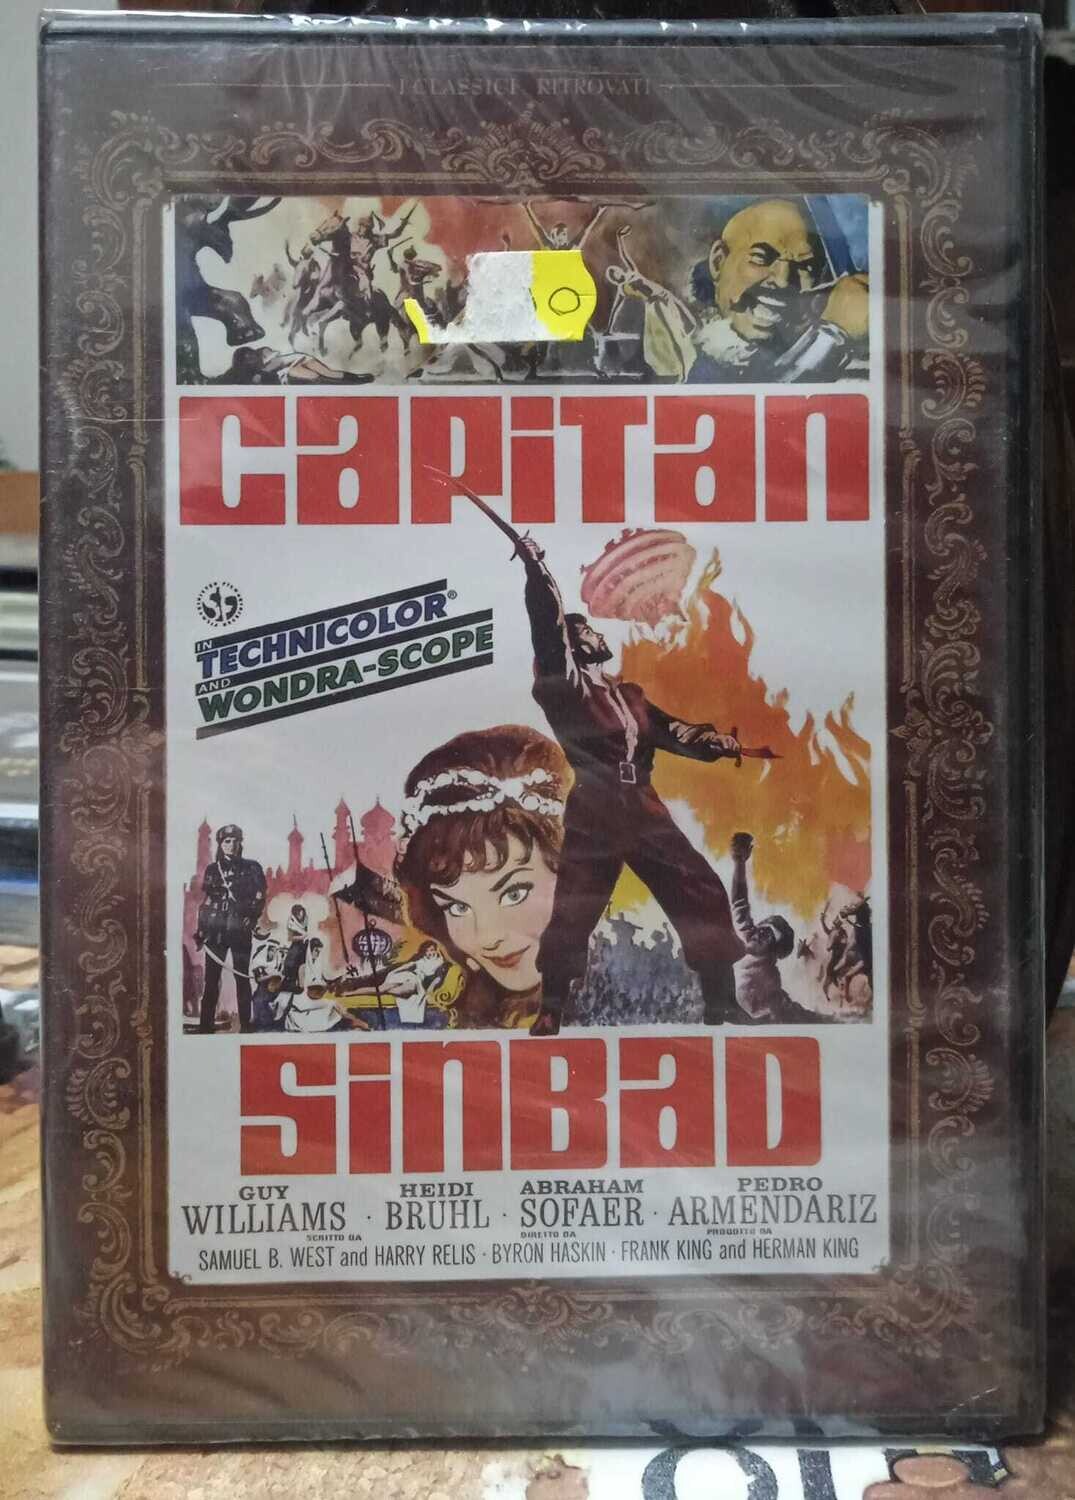 I CLASSICI RITROVATI
CAPITAN
IN TECHNICOLOR®
AND WONDRA-SCOPE
SINBAD
GUY WILLIAMS · HEIDI BRUHL · ABRAHAM SOFAER · PEDRO ARMENDARIZ
SCRITTO DA DIRETTO DA PRODOTTO DA
SAMUEL B. WEST and HARRY RELIS · BYRON HASKIN · FRANK KING and HERMAN KING